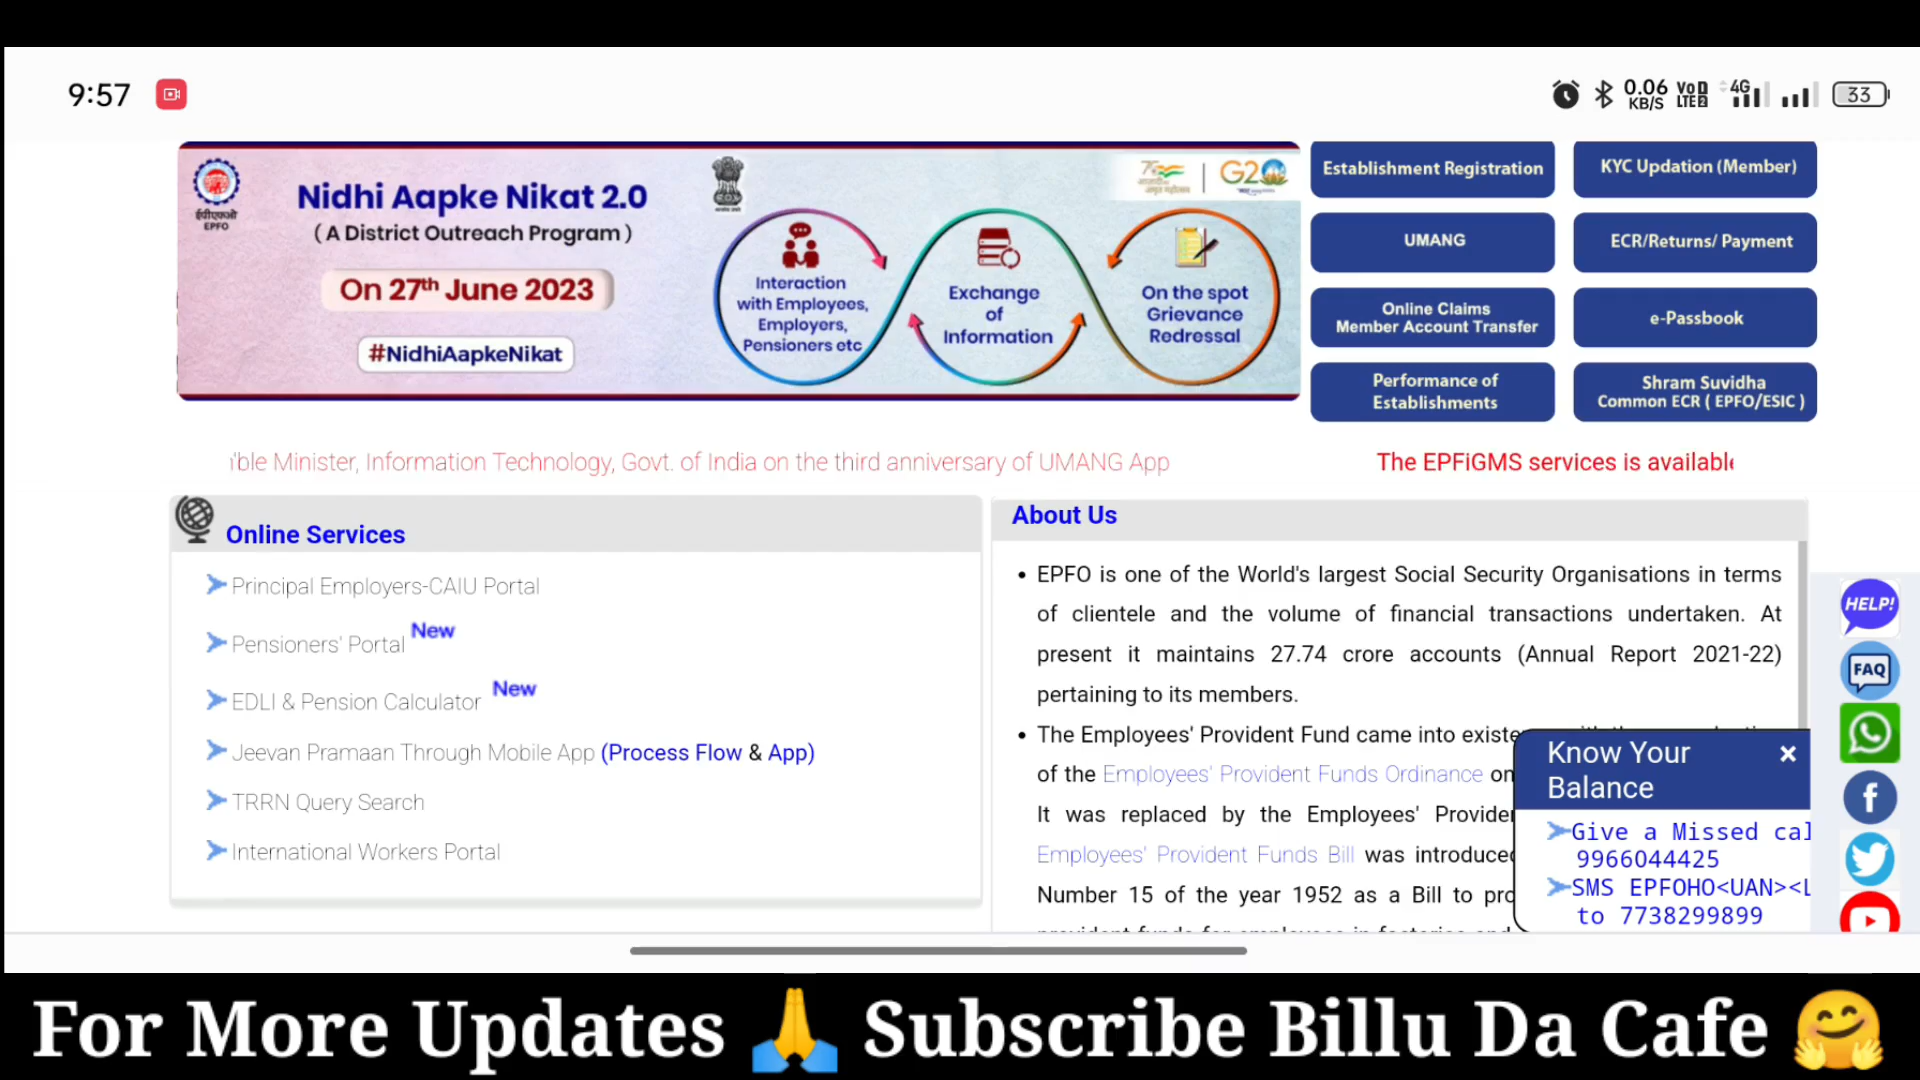 9:57
0.06
KB/S
VoD
LTE2
4G
33
ईपीएफओ
EPFO
Nidhi Aapke Nikat 2.0
( A District Outreach Program )
On 27th June 2023
#NidhiAapkeNikat
Interaction
with Employees,
Employers,
Pensioners etc
Exchange
of
Information
On the spot
Grievance
Redressal
G20
Establishment Registration
KYC Updation (Member)
UMANG
ECR/Returns/ Payment
Online Claims
Member Account Transfer
e-Passbook
Performance of
Establishments
Shram Suvidha
Common ECR ( EPFO/ESIC )
'ble Minister, Information Technology, Govt. of India on the third anniversary of UMANG App
The EPFiGMS services is available
Online Services
Principal Employers-CAIU Portal
Pensioners' Portal New
EDLI & Pension Calculator New
Jeevan Pramaan Through Mobile App (Process Flow & App)
TRRN Query Search
International Workers Portal
About Us
• EPFO is one of the World's largest Social Security Organisations in terms
of clientele and the volume of financial transactions undertaken. At
present it maintains 27.74 crore accounts (Annual Report 2021-22)
pertaining to its members.
• The Employees' Provident Fund came into existe
of the Employees' Provident Funds Ordinance on
It was replaced by the Employees' Provider
Employees' Provident Funds Bill was introduced
Number 15 of the year 1952 as a Bill to pro
Know Your
Balance
×
Give a Missed cal
9966044425
SMS EPFOHO<UAN><L
to 7738299899
HELP!
FAQ
For More Updates 🙏 Subscribe Billu Da Cafe 🤗